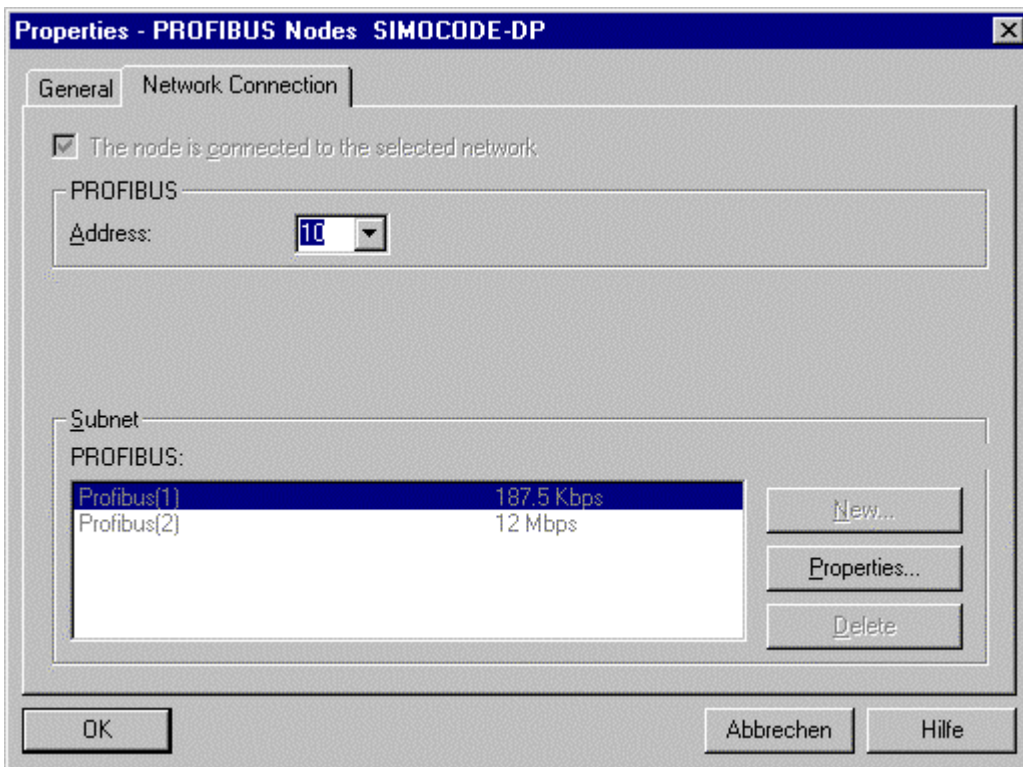 Properties - PROFIBUS Nodes SIMOCODE-DP
General Network Connection
The node is connected to the selected network
PROFIBUS
Address: 10
Subnet
PROFIBUS:
Profibus(1) 187.5 Kbps
Profibus(2) 12 Mbps
New...
Properties...
Delete
OK Abbrechen Hilfe